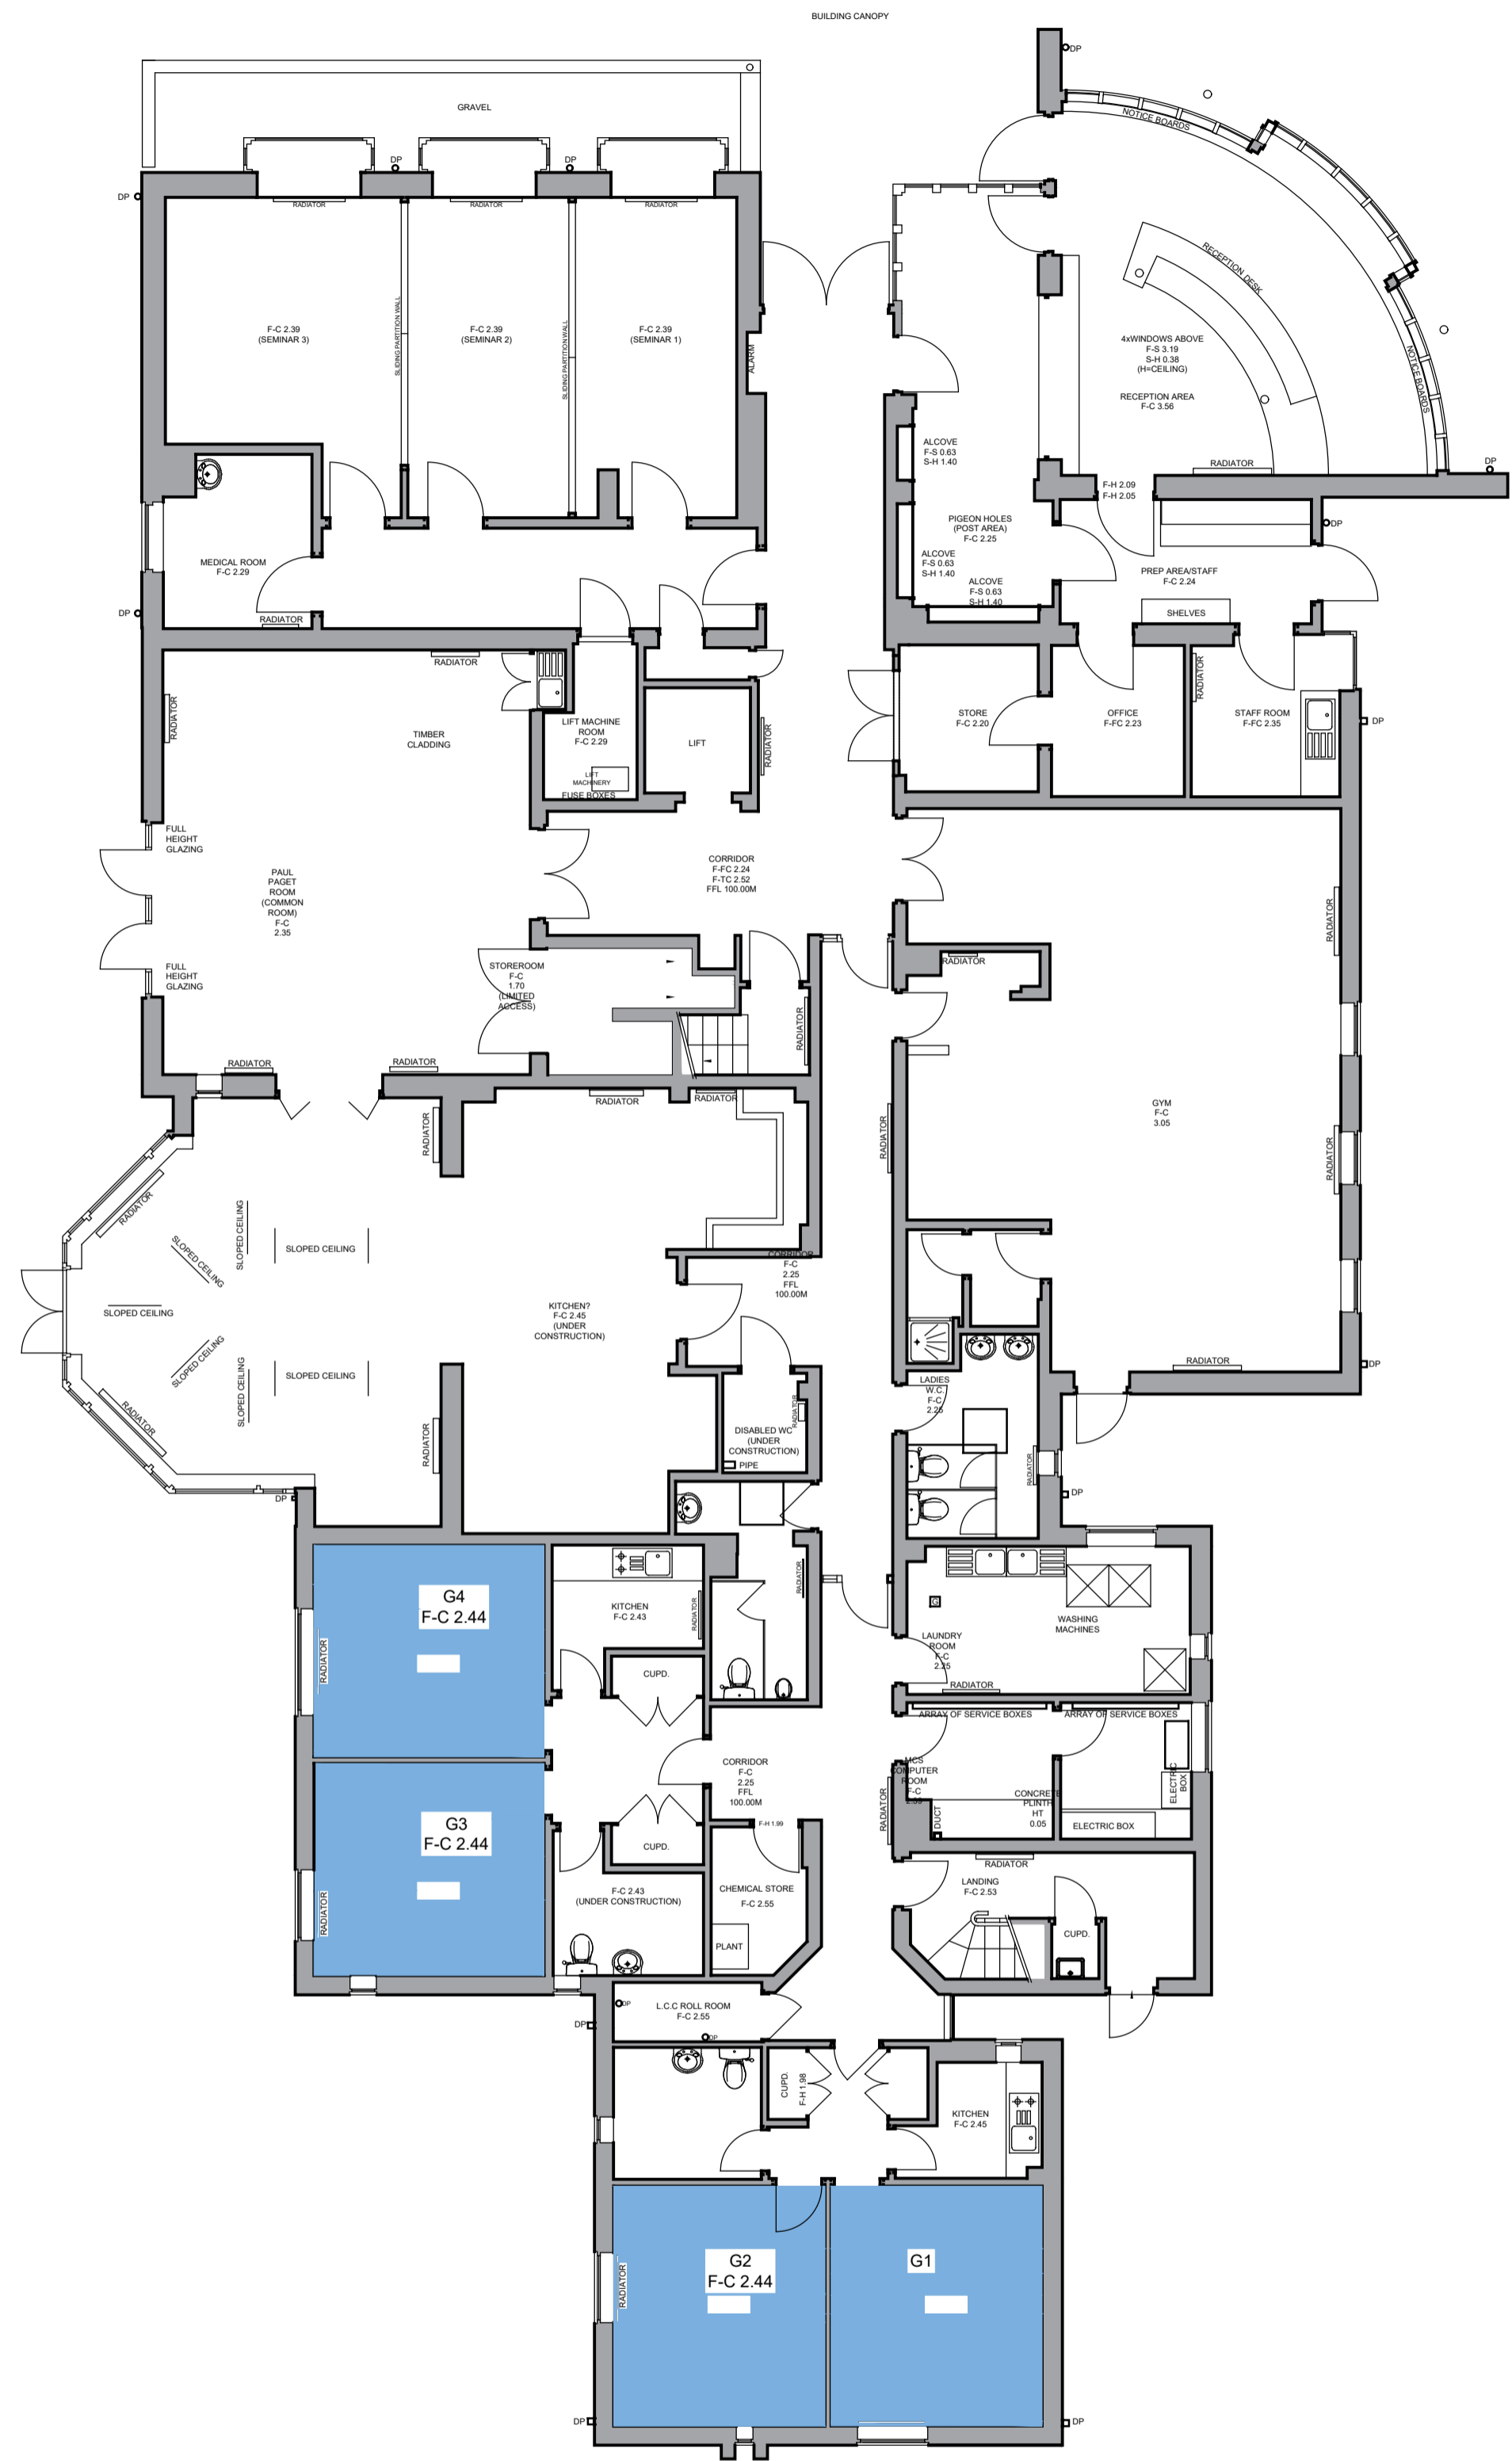 BUILDING CANOPY
DP
NOTICE BOARDS
GRAVEL
DP
DP
DP
RADIATOR
RADIATOR
RADIATOR
SLIDING PARTITION WALL
SLIDING PARTITION WALL
F-C 2.39
(SEMINAR 3)
F-C 2.39
(SEMINAR 2)
F-C 2.39
(SEMINAR 1)
ALARM
RECEPTION DESK
4xWINDOWS ABOVE
F-S 3.19
S-H 0.38
(H=CEILING)
RECEPTION AREA
F-C 3.56
NOTICE BOARDS
RADIATOR
DP
ALCOVE
F-S 0.63
S-H 1.40
F-H 2.09
F-H 2.05
DP
PIGEON HOLES
(POST AREA)
F-C 2.25
ALCOVE
F-S 0.63
S-H 1.40
ALCOVE
F-S 0.63
S-H 1.40
PREP AREA/STAFF
F-C 2.24
SHELVES
MEDICAL ROOM
F-C 2.29
DP
RADIATOR
RADIATOR
RADIATOR
TIMBER
CLADDING
LIFT MACHINE
ROOM
F-C 2.29
LIFT
MACHINERY
FUSE BOXES
LIFT
RADIATOR
STORE
F-C 2.20
OFFICE
F-FC 2.23
RADIATOR
STAFF ROOM
F-FC 2.35
DP
FULL
HEIGHT
GLAZING
PAUL
PAGET
ROOM
(COMMON
ROOM)
F-C
2.35
FULL
HEIGHT
GLAZING
CORRIDOR
F-FC 2.24
F-TC 2.52
FFL 100.00M
RADIATOR
STOREROOM
F-C
1.70
(LIMITED
ACCESS)
RADIATOR
RADIATOR
RADIATOR
RADIATOR
RADIATOR
RADIATOR
RADIATOR
RADIATOR
GYM
F-C
3.05
RADIATOR
RADIATOR
SLOPED CEILING
SLOPED CEILING
SLOPED CEILING
SLOPED CEILING
SLOPED CEILING
SLOPED CEILING
SLOPED CEILING
RADIATOR
RADIATOR
RADIATOR
DP
KITCHEN?
F-C 2.45
(UNDER
CONSTRUCTION)
CORRIDOR
F-C
2.25
FFL
100.00M
RADIATOR
DP
LADIES
W.C.
F-C
2.25
RADIATOR
DISABLED WC
(UNDER
CONSTRUCTION)
PIPE
RADIATOR
DP
G4
F-C 2.44
RADIATOR
KITCHEN
F-C 2.43
RADIATOR
RADIATOR
CUPD.
G
LAUNDRY
ROOM
F-C
2.25
WASHING
MACHINES
RADIATOR
ARRAY OF SERVICE BOXES
ARRAY OF SERVICE BOXES
CORRIDOR
F-C
2.25
FFL
100.00M
MCS
COMPUTER
ROOM
F-C
CONCRETE
PLINTH
HT
0.05
ELECTRIC
BOX
ELECTRIC BOX
DUCT
RADIATOR
G3
F-C 2.44
RADIATOR
CUPD.
F-H 1.99
F-C 2.43
(UNDER CONSTRUCTION)
CHEMICAL STORE
F-C 2.55
PLANT
RADIATOR
LANDING
F-C 2.53
CUPD.
DP
L.C.C ROLL ROOM
F-C 2.55
DP
DP
CUPD.
F-H 1.98
KITCHEN
F-C 2.45
G2
F-C 2.44
RADIATOR
G1
DP
DP